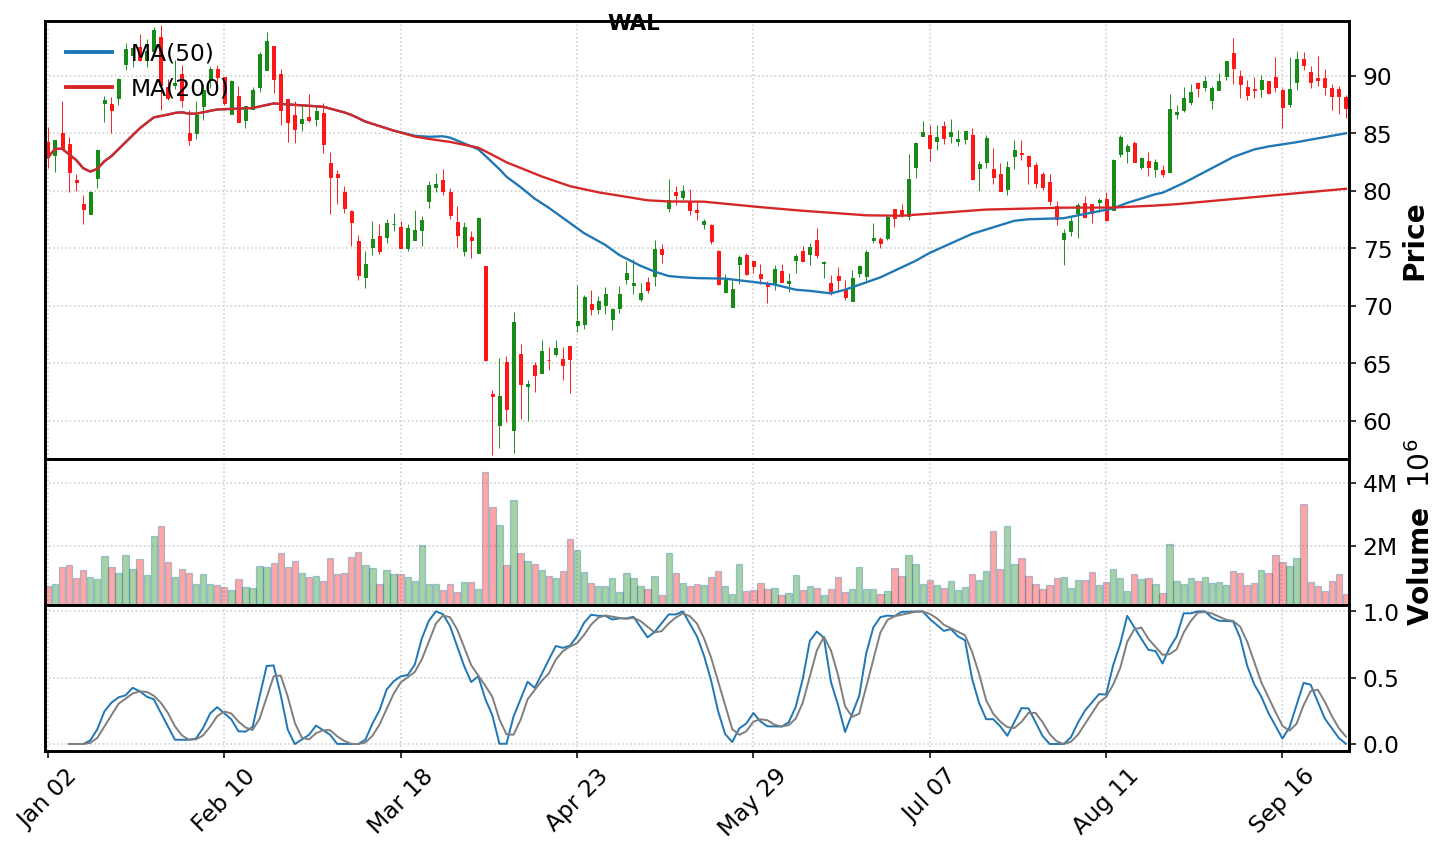 WAL
MA(50)
MA(200)
90
85
80
75
70
65
60
Price
4M
2M
Volume 10^6
1.0
0.5
0.0
Jan 02
Feb 10
Mar 18
Apr 23
May 29
Jul 07
Aug 11
Sep 16